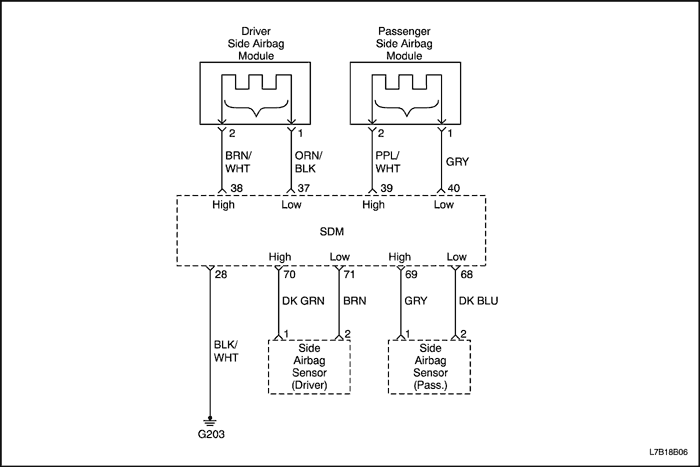 Driver
Side Airbag
Module
Passenger
Side Airbag
Module
2 1 2 1
BRN/
WHT
ORN/
BLK
PPL/
WHT
GRY
38 37 39 40
High Low High Low
SDM
High Low High Low
28 70 71 69 68
DK GRN BRN GRY DK BLU
BLK/
WHT
1 2 1 2
Side
Airbag
Sensor
(Driver)
Side
Airbag
Sensor
(Pass.)
G203
L7B18B06